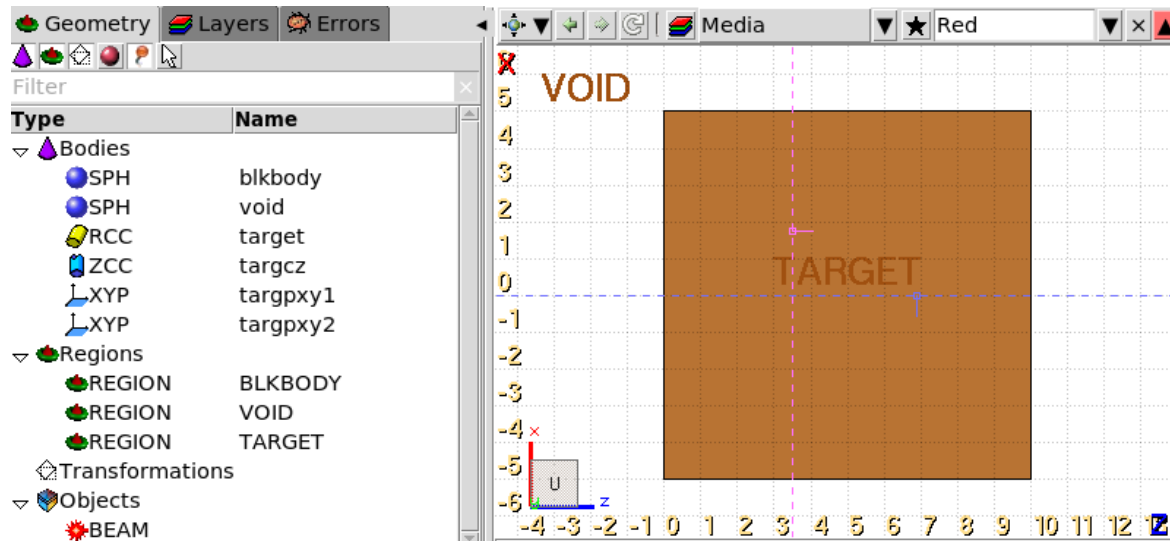 Geometry Layers Errors
Filter
Type Name
Bodies
SPH blkbody
SPH void
RCC target
ZCC targcz
XYP targpxy1
XYP targpxy2
Regions
REGION BLKBODY
REGION VOID
REGION TARGET
Transformations
Objects
BEAM
Media Red
VOID
TARGET
5
4
3
2
1
0
-1
-2
-3
-4
-5
-6
x
U
z
-4 -3 -2 -1 0 1 2 3 4 5 6 7 8 9 10 11 12 Z